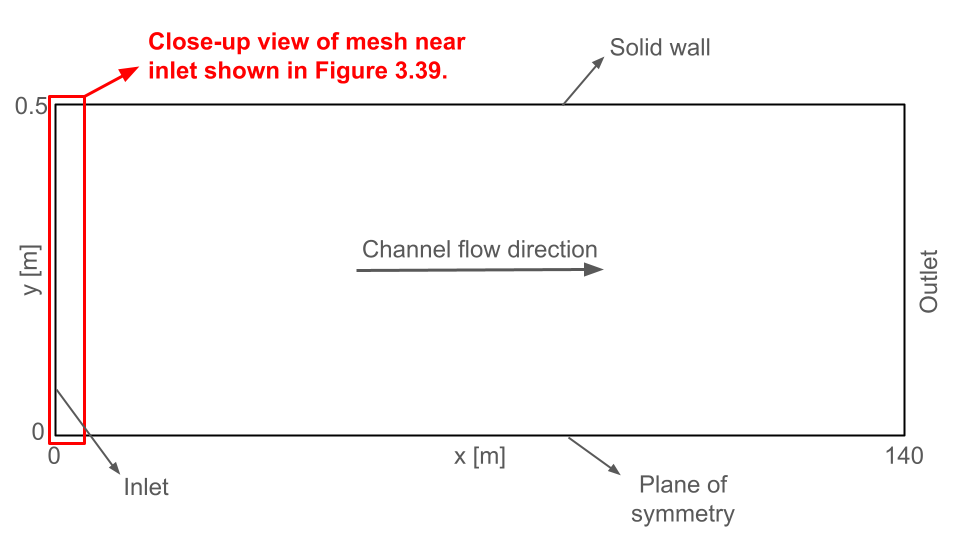 Close-up view of mesh near
inlet shown in Figure 3.39.
Solid wall
0.5
Channel flow direction
y [m]
Outlet
0
0
x [m]
140
Inlet
Plane of
symmetry